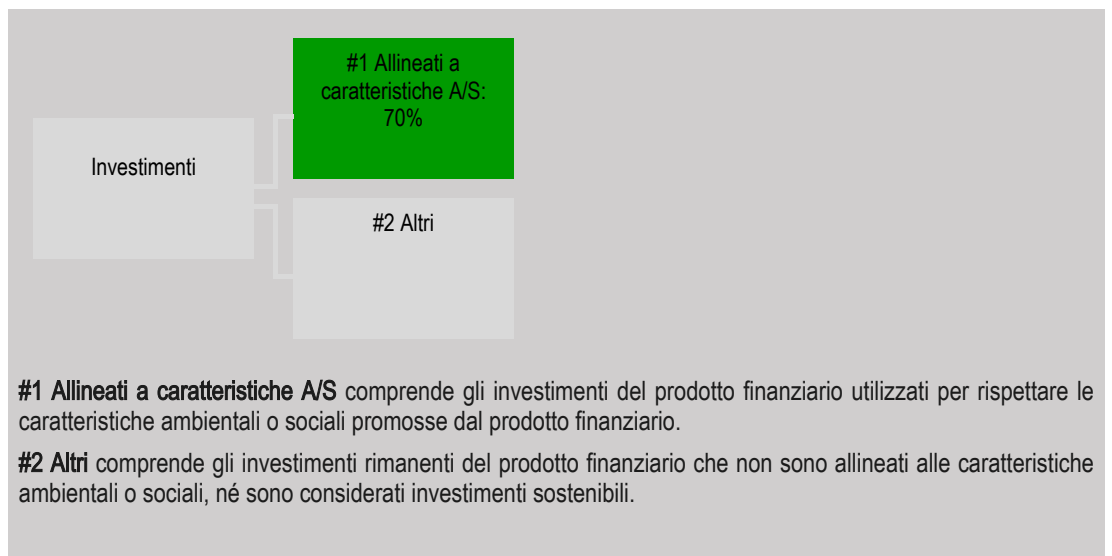 #1 Allineati a
caratteristiche A/S:
70%
Investimenti
#2 Altri
#1 Allineati a caratteristiche A/S comprende gli investimenti del prodotto finanziario utilizzati per rispettare le
caratteristiche ambientali o sociali promosse dal prodotto finanziario.
#2 Altri comprende gli investimenti rimanenti del prodotto finanziario che non sono allineati alle caratteristiche
ambientali o sociali, né sono considerati investimenti sostenibili.